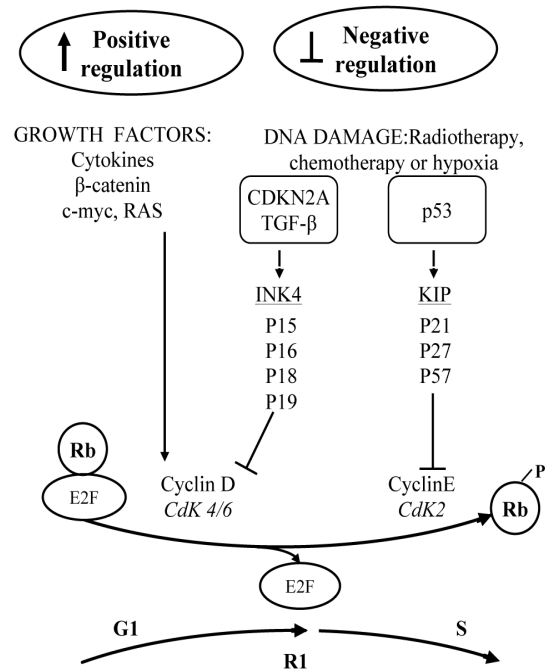 Positive
regulation
Negative
regulation
GROWTH FACTORS:
Cytokines
β-catenin
c-myc, RAS
DNA DAMAGE:Radiotherapy,
chemotherapy or hypoxia
CDKN2A
TGF-β
p53
INK4
P15
P16
P18
P19
KIP
P21
P27
P57
Rb
E2F
Cyclin D
CdK 4/6
CyclinE
CdK2
P
Rb
E2F
G1
R1
S